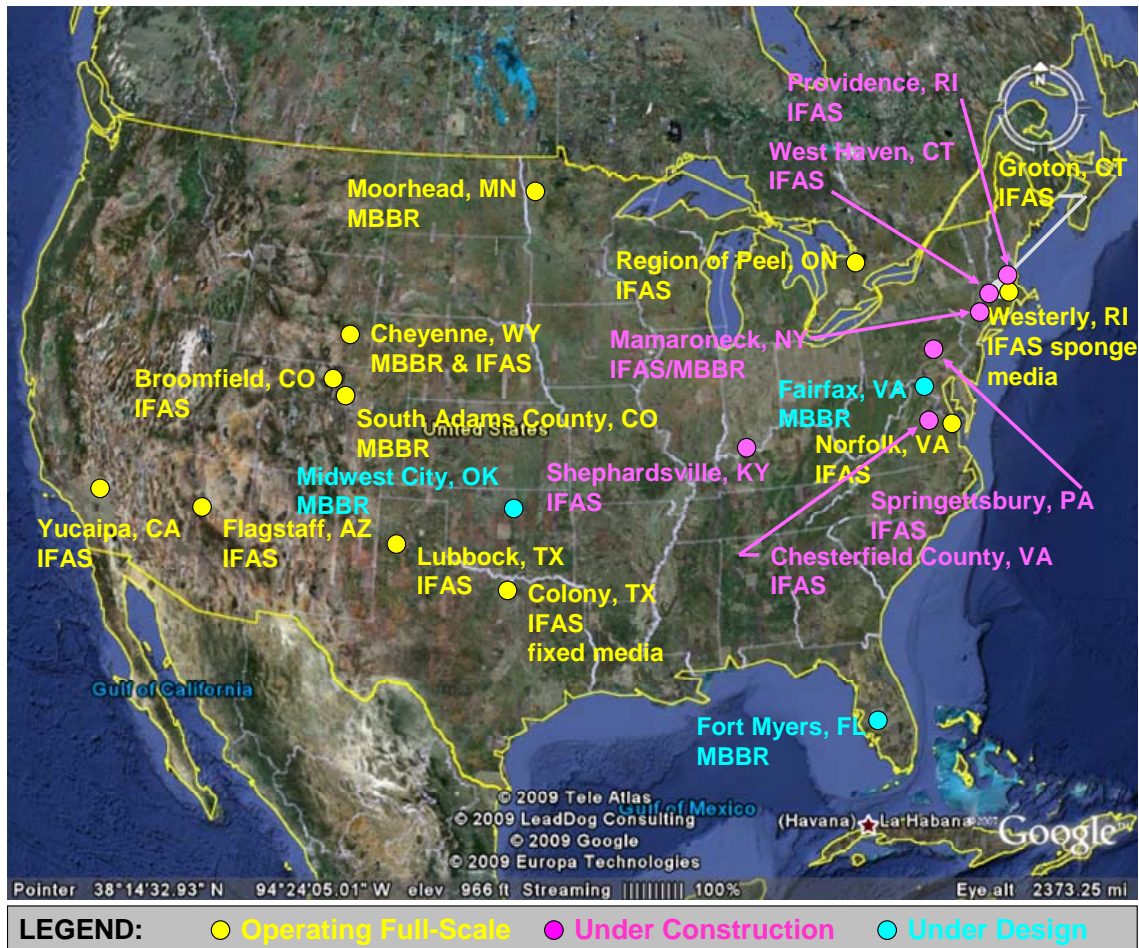 Providence, RI
IFAS
West Haven, CT
IFAS
Groton, CT
IFAS
N
Moorhead, MN
MBBR
Region of Peel, ON
IFAS
Westerly, RI
IFAS sponge
media
Mamaroneck, NY
IFAS/MBBR
Cheyenne, WY
MBBR & IFAS
Broomfield, CO
IFAS
South Adams County, CO
MBBR
United States
Fairfax, VA
MBBR
Norfolk, VA
IFAS
Midwest City, OK
MBBR
Shephardsville, KY
IFAS
Springettsbury, PA
IFAS
Yucaipa, CA
IFAS
Flagstaff, AZ
IFAS
Lubbock, TX
IFAS
Chesterfield County, VA
IFAS
Colony, TX
IFAS
fixed media
Gulf of California
Fort Myers, FL
MBBR
Gulf of Mexico
© 2009 Tele Atlas
© 2009 LeadDog Consulting
© 2009 Google
© 2009 Europa Technologies
(Havana) La Habana
©2007 Google™
Pointer 38°14'32.93" N 94°24'05.01" W elev 966 ft Streaming |||||||||| 100% Eye alt 2373.25 mi
LEGEND: Operating Full-Scale Under Construction Under Design